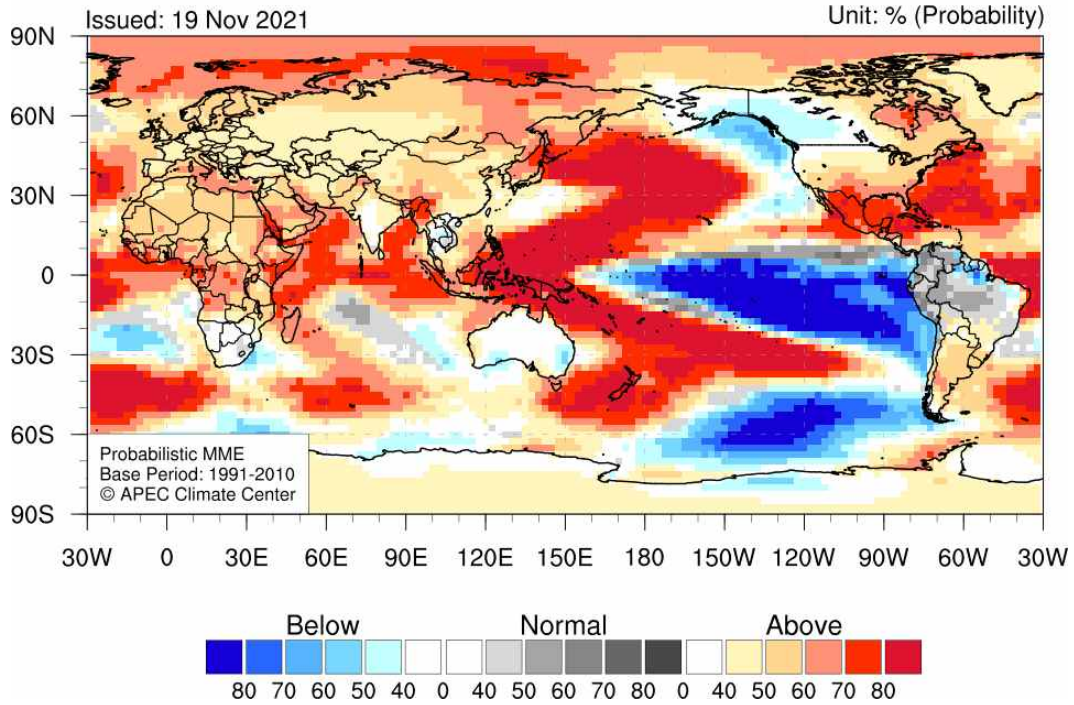 Issued: 19 Nov 2021
Unit: % (Probability)
90N
60N
30N
0
30S
60S
90S
Probabilistic MME
Base Period: 1991-2010
© APEC Climate Center
30W 0 30E 60E 90E 120E 150E 180 150W 120W 90W 60W 30W
Below Normal Above
80 70 60 50 40 0 40 50 60 70 80 0 40 50 60 70 80